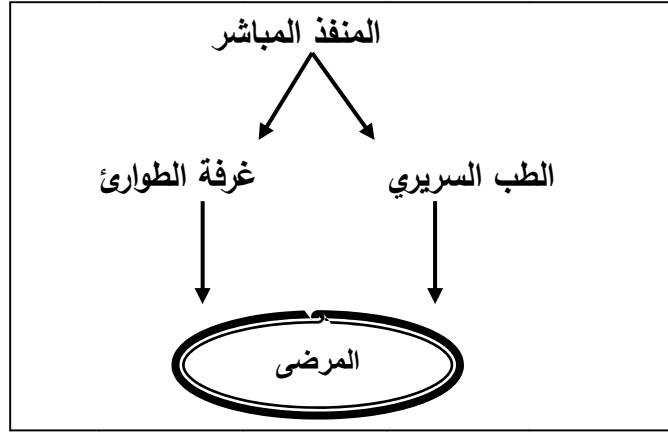 المنفذ المباشر
الطب السريري
غرفة الطوارئ
المرضى